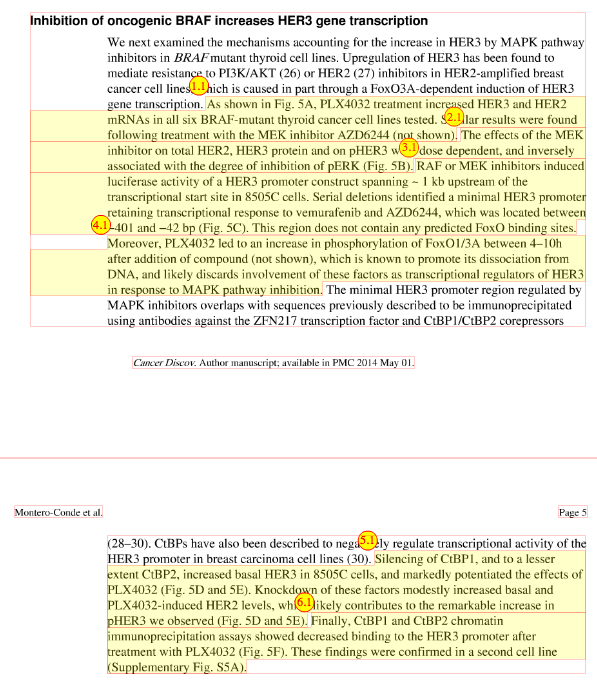 Inhibition of oncogenic BRAF increases HER3 gene transcription
We next examined the mechanisms accounting for the increase in HER3 by MAPK pathway
inhibitors in BRAF mutant thyroid cell lines. Upregulation of HER3 has been found to
mediate resistance to PI3K/AKT (26) or HER2 (27) inhibitors in HER2-amplified breast
cancer cell lines 1.1 hich is caused in part through a FoxO3A-dependent induction of HER3
gene transcription. As shown in Fig. 5A, PLX4032 treatment increased HER3 and HER2
mRNAs in all six BRAF-mutant thyroid cancer cell lines tested. S 2.1 lar results were found
following treatment with the MEK inhibitor AZD6244 (not shown). The effects of the MEK
inhibitor on total HER2, HER3 protein and on pHER3 w 3.1 dose dependent, and inversely
associated with the degree of inhibition of pERK (Fig. 5B). RAF or MEK inhibitors induced
luciferase activity of a HER3 promoter construct spanning ~ 1 kb upstream of the
transcriptional start site in 8505C cells. Serial deletions identified a minimal HER3 promoter
retaining transcriptional response to vemurafenib and AZD6244, which was located between
4.1 −401 and −42 bp (Fig. 5C). This region does not contain any predicted FoxO binding sites.
Moreover, PLX4032 led to an increase in phosphorylation of FoxO1/3A between 4–10h
after addition of compound (not shown), which is known to promote its dissociation from
DNA, and likely discards involvement of these factors as transcriptional regulators of HER3
in response to MAPK pathway inhibition. The minimal HER3 promoter region regulated by
MAPK inhibitors overlaps with sequences previously described to be immunoprecipitated
using antibodies against the ZFN217 transcription factor and CtBP1/CtBP2 corepressors
Cancer Discov. Author manuscript; available in PMC 2014 May 01.
Montero-Conde et al. Page 5
(28–30). CtBPs have also been described to nega 5.1 ely regulate transcriptional activity of the
HER3 promoter in breast carcinoma cell lines (30). Silencing of CtBP1, and to a lesser
extent CtBP2, increased basal HER3 in 8505C cells, and markedly potentiated the effects of
PLX4032 (Fig. 5D and 5E). Knockdown of these factors modestly increased basal and
PLX4032-induced HER2 levels, wh 6.1 likely contributes to the remarkable increase in
pHER3 we observed (Fig. 5D and 5E). Finally, CtBP1 and CtBP2 chromatin
immunoprecipitation assays showed decreased binding to the HER3 promoter after
treatment with PLX4032 (Fig. 5F). These findings were confirmed in a second cell line
(Supplementary Fig. S5A).